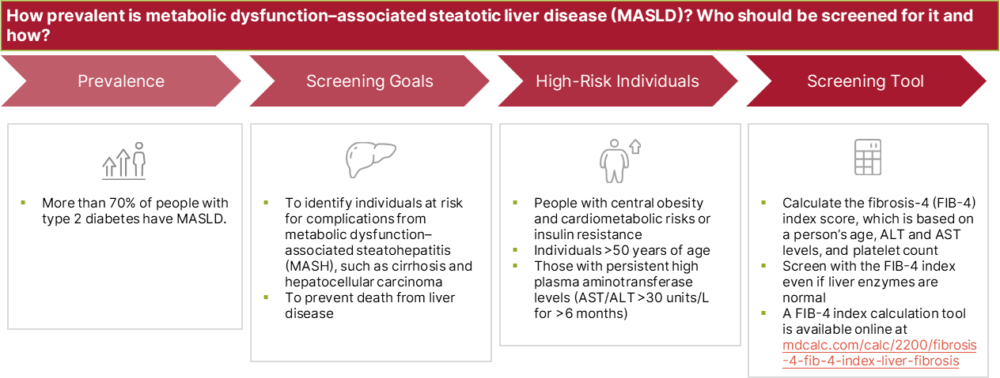 How prevalent is metabolic dysfunction–associated steatotic liver disease (MASLD)? Who should be screened for it and
how?
Prevalence
Screening Goals
High-Risk Individuals
Screening Tool
▪ More than 70% of people with
type 2 diabetes have MASLD.
▪ To identify individuals at risk
for complications from
metabolic dysfunction–
associated steatohepatitis
(MASH), such as cirrhosis and
hepatocellular carcinoma
▪ To prevent death from liver
disease
▪ People with central obesity
and cardiometabolic risks or
insulin resistance
▪ Individuals >50 years of age
▪ Those with persistent high
plasma aminotransferase
levels (AST/ALT >30 units/L
for >6 months)
▪ Calculate the fibrosis-4 (FIB-4)
index score, which is based on
a person’s age, ALT and AST
levels, and platelet count
▪ Screen with the FIB-4 index
even if liver enzymes are
normal
▪ A FIB-4 index calculation tool
is available online at
mdcalc.com/calc/2200/fibrosis
-4-fib-4-index-liver-fibrosis